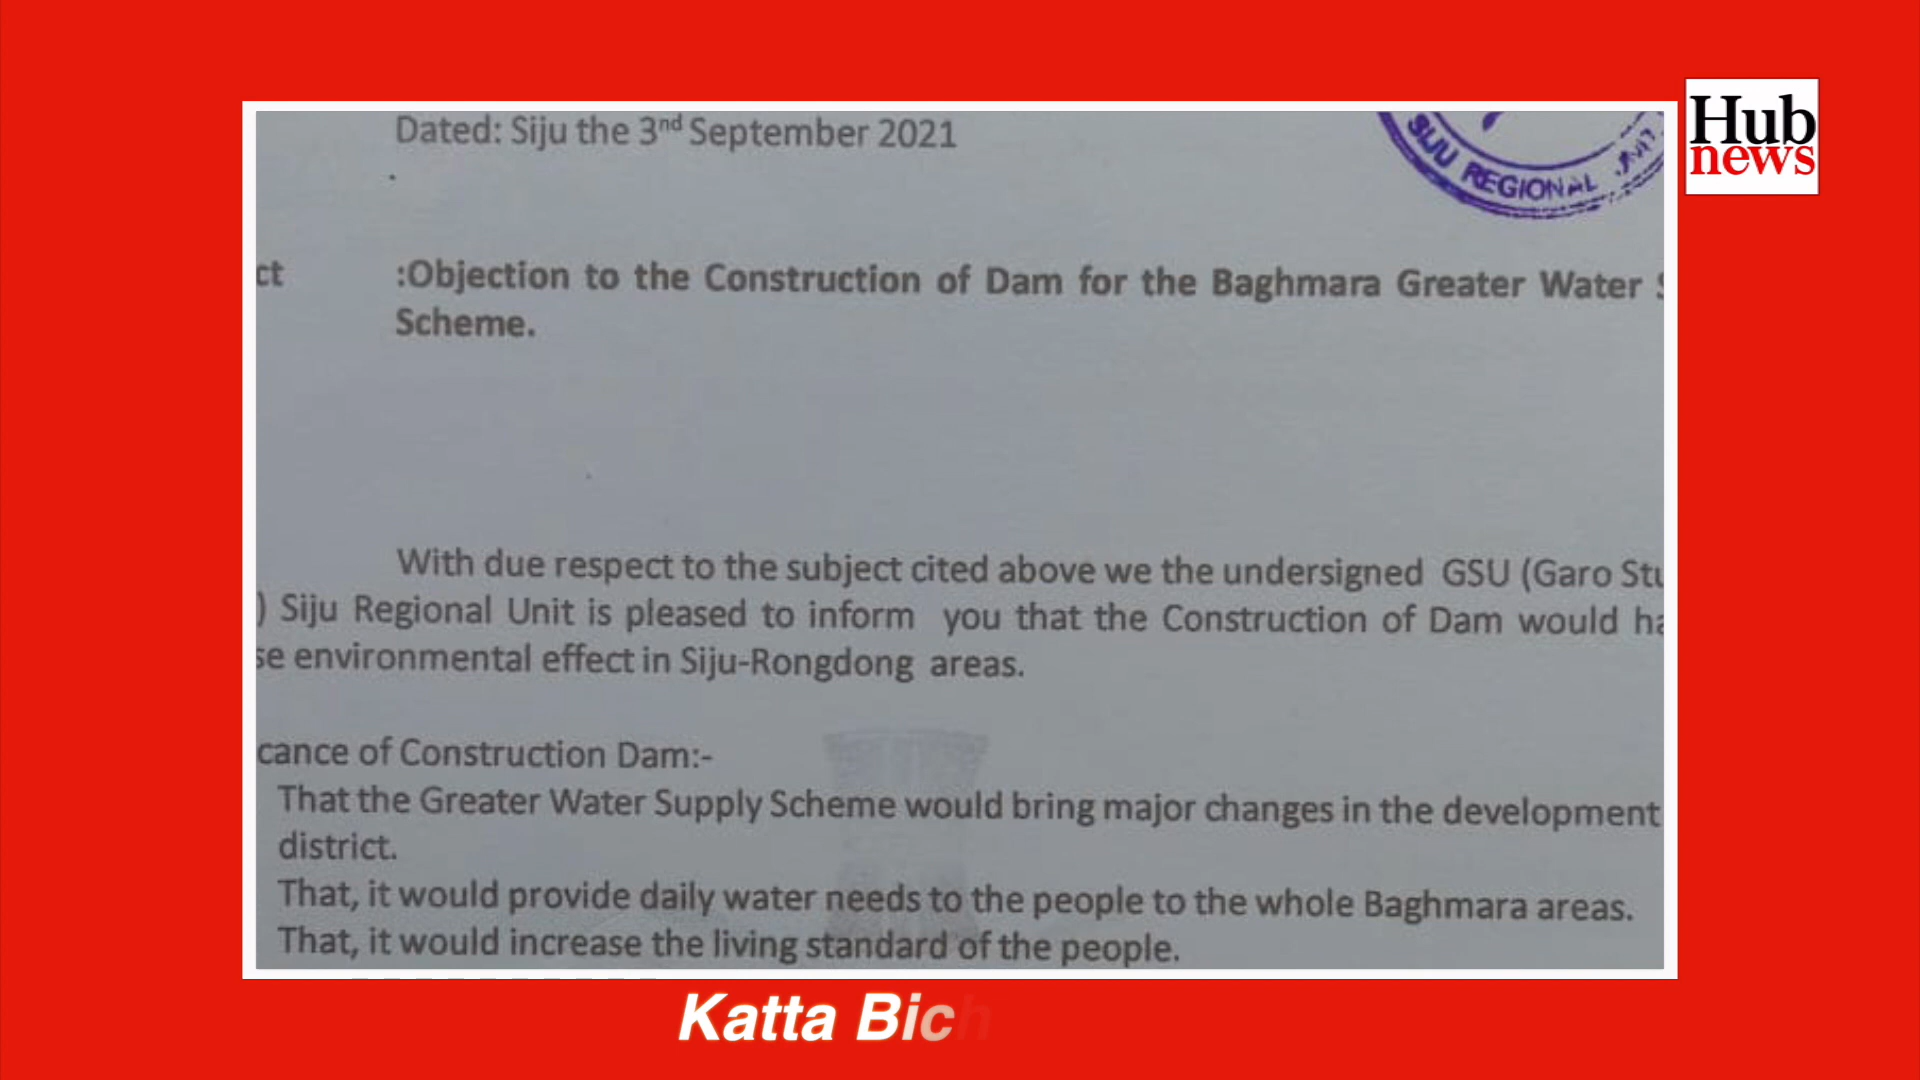 Hub
news
Dated: Siju the 3nd September 2021
SIJU REGIONAL
ct :Objection to the Construction of Dam for the Baghmara Greater Water
Scheme.
With due respect to the subject cited above we the undersigned GSU (Garo Stu
) Siju Regional Unit is pleased to inform you that the Construction of Dam would ha
se environmental effect in Siju-Rongdong areas.
cance of Construction Dam:-
That the Greater Water Supply Scheme would bring major changes in the development
district.
That, it would provide daily water needs to the people to the whole Baghmara areas.
That, it would increase the living standard of the people.
Katta Bich